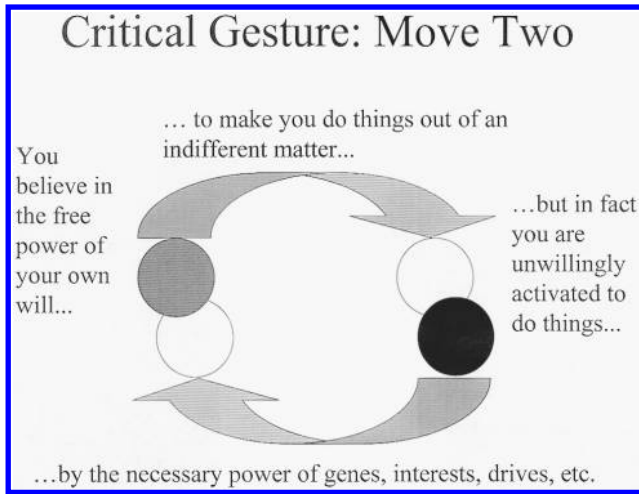 Critical Gesture: Move Two
… to make you do things out of an
indifferent matter...
You
believe in
the free
power of
your own
will...
...but in fact
you are
unwillingly
activated to
do things...
...by the necessary power of genes, interests, drives, etc.